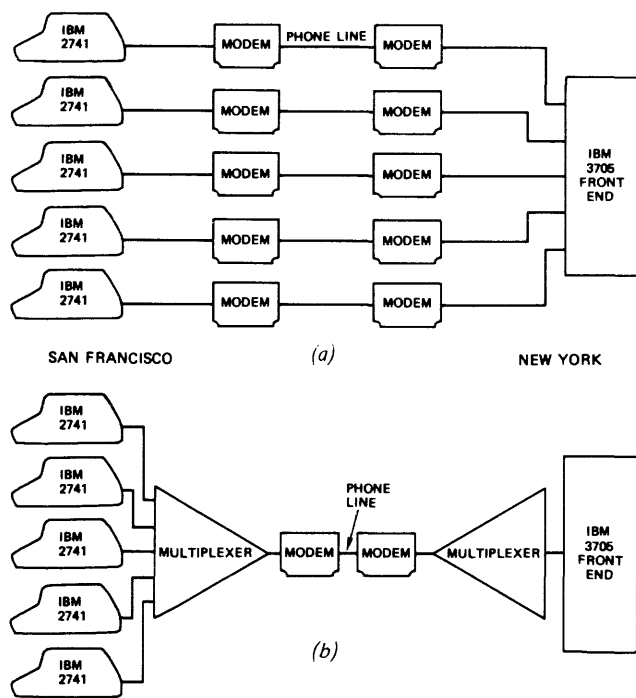 IBM
2741
MODEM
PHONE LINE
MODEM
IBM
2741
MODEM
MODEM
IBM
2741
MODEM
MODEM
IBM
3705
FRONT
END
IBM
2741
MODEM
MODEM
IBM
2741
MODEM
MODEM
SAN FRANCISCO
(a)
NEW YORK
IBM
2741
IBM
2741
PHONE
LINE
IBM
2741
MULTIPLEXER
MODEM
MODEM
MULTIPLEXER
IBM
3705
FRONT
END
IBM
2741
IBM
2741
(b)